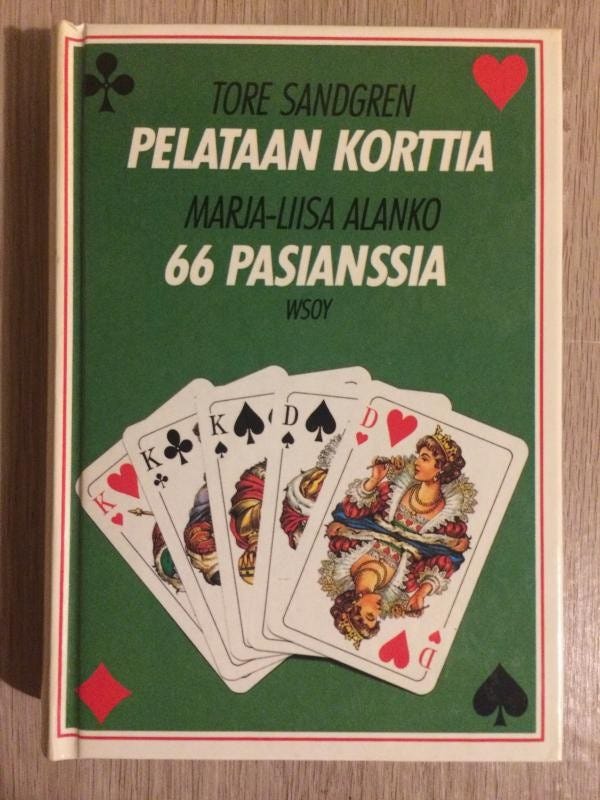 TORE SANDGREN
PELATAAN KORTTIA
MARJA-LIISA ALANKO
66 PASIANSSIA
WSOY
K
K
K
D
D
D